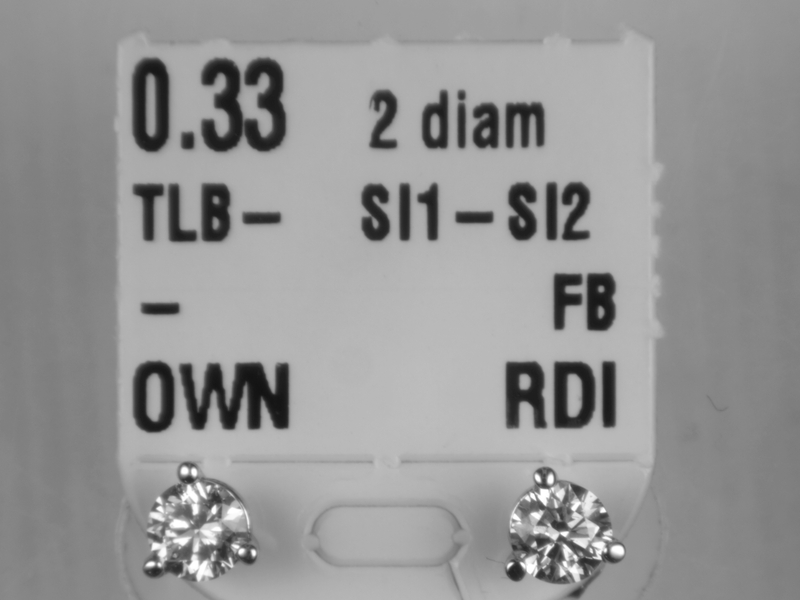 0.33 2 diam
TLB- SI1-SI2
- FB
OWN RDI